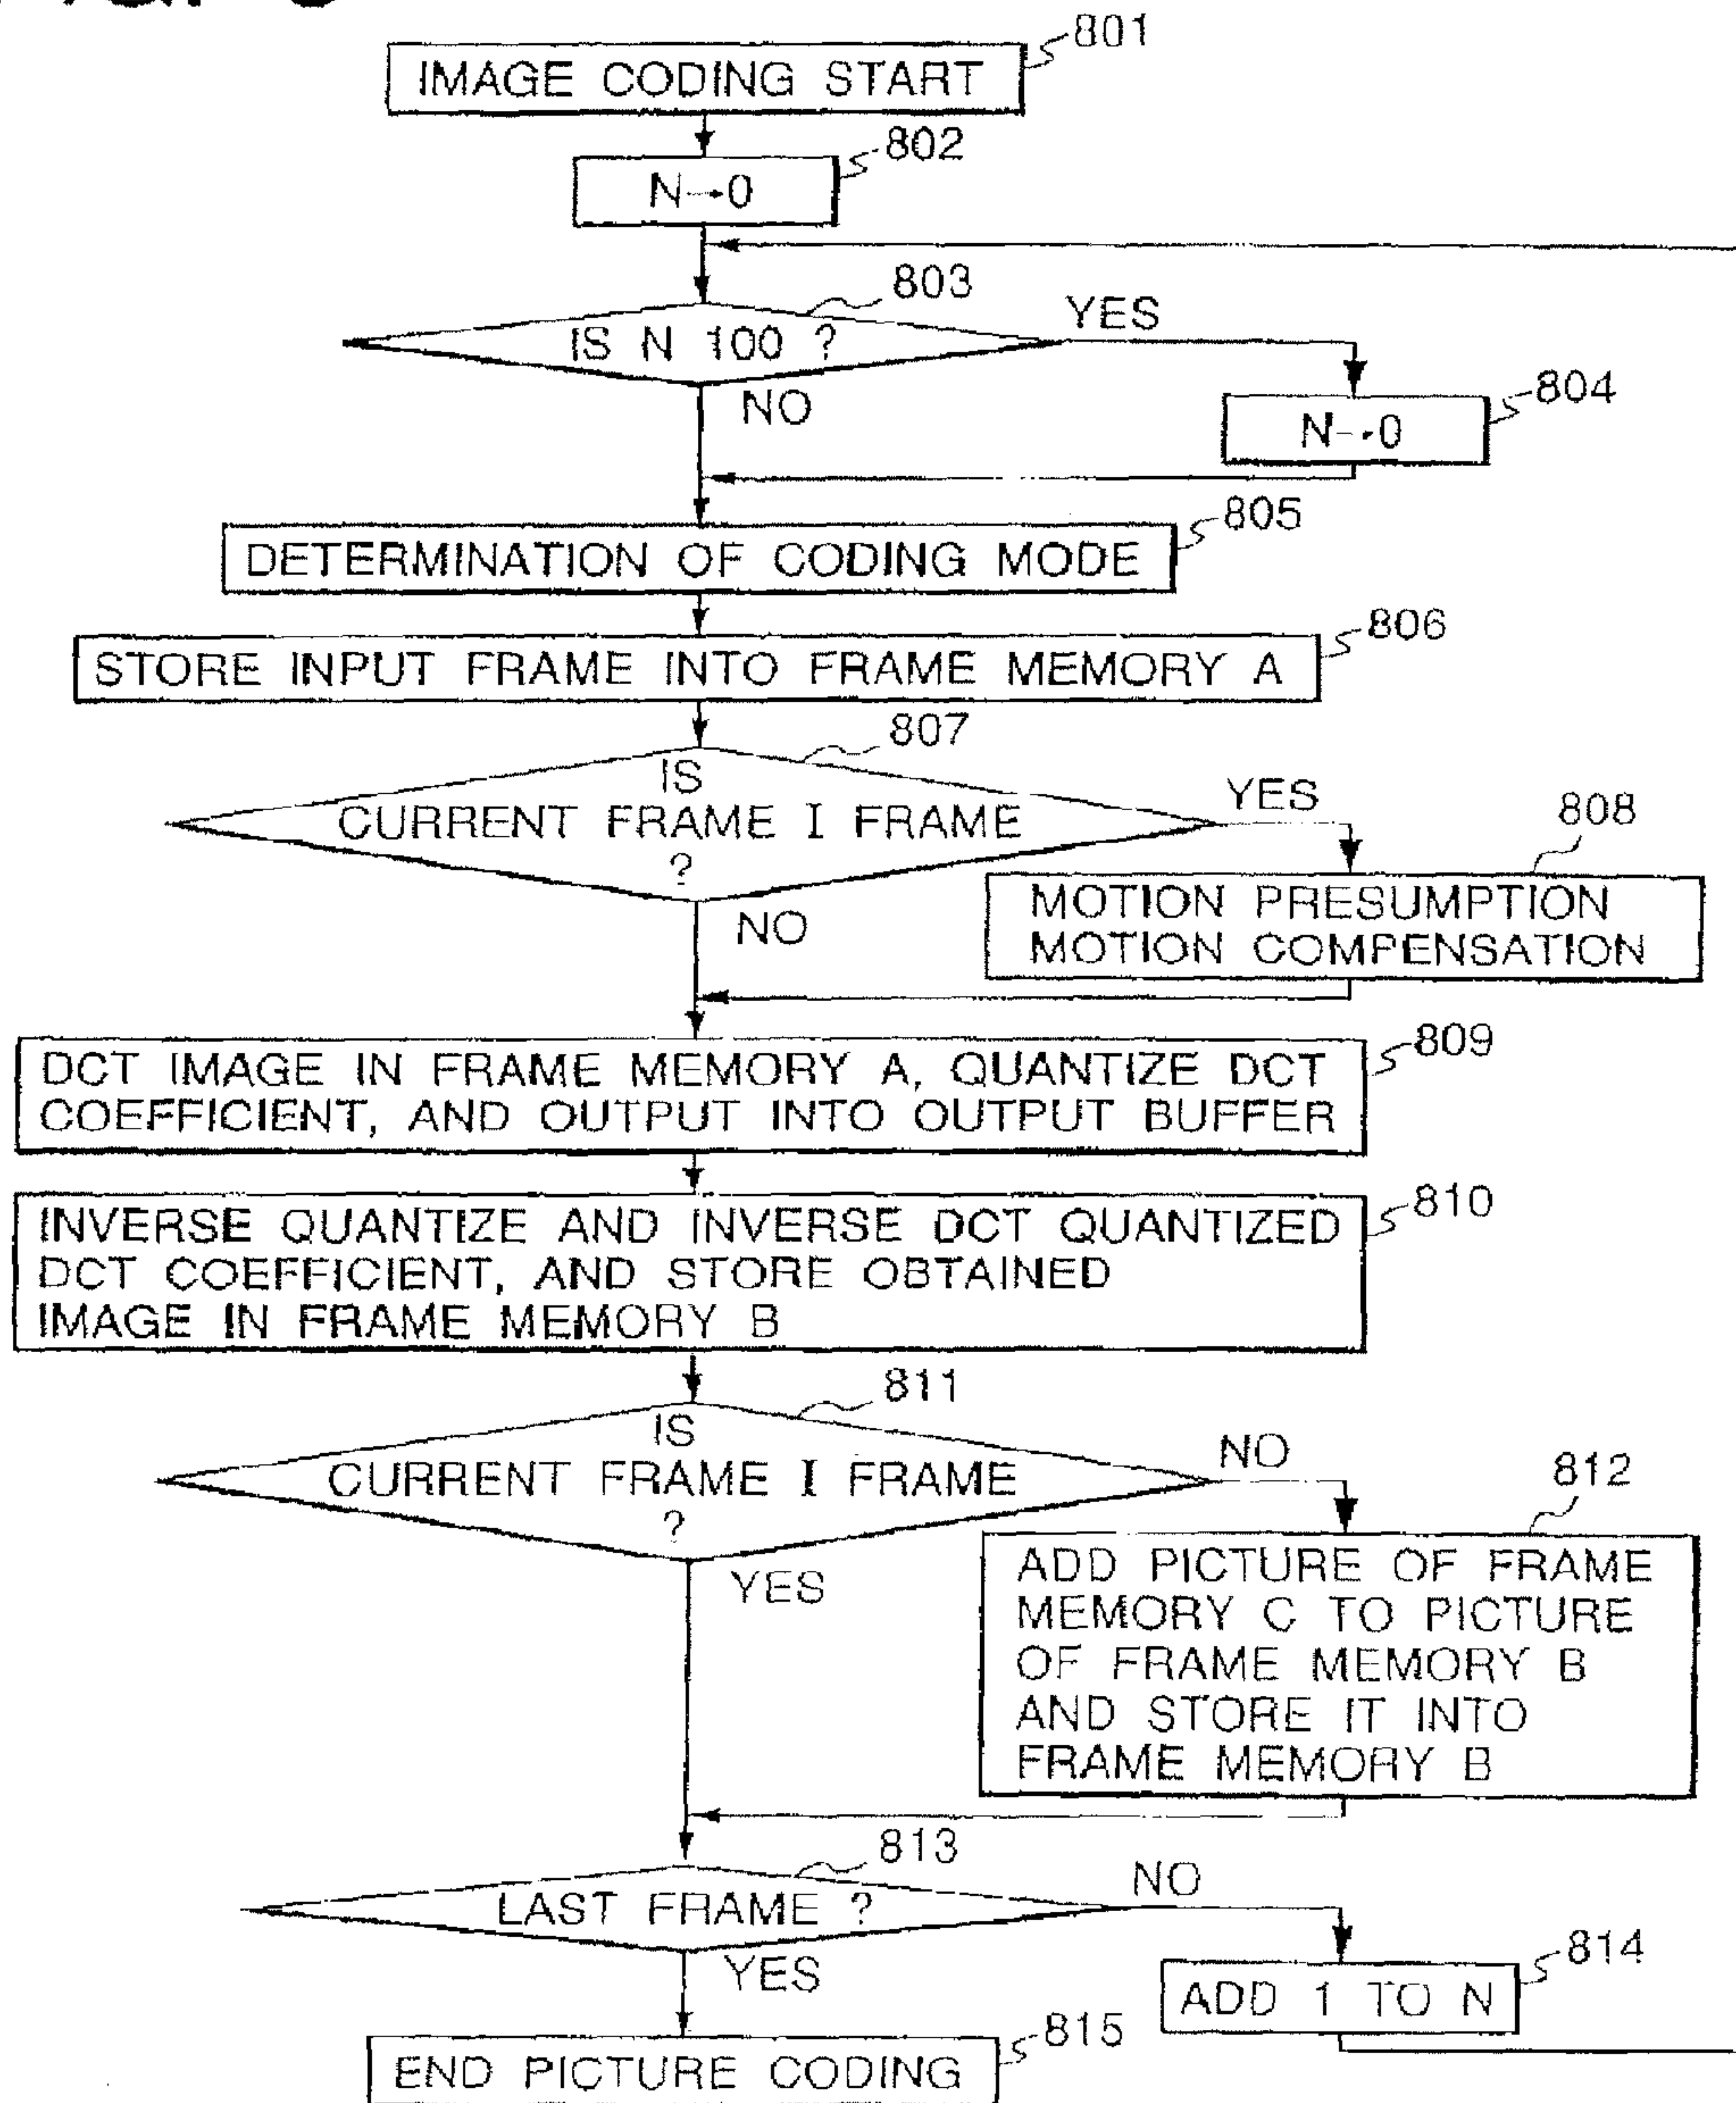 801
IMAGE CODING START
802
N→0
803
IS N 100 ?
YES
NO
804
N→0
805
DETERMINATION OF CODING MODE
806
STORE INPUT FRAME INTO FRAME MEMORY A
807
IS
CURRENT FRAME I FRAME
?
YES
NO
808
MOTION PRESUMPTION
MOTION COMPENSATION
809
DCT IMAGE IN FRAME MEMORY A, QUANTIZE DCT
COEFFICIENT, AND OUTPUT INTO OUTPUT BUFFER
810
INVERSE QUANTIZE AND INVERSE DCT QUANTIZED
DCT COEFFICIENT, AND STORE OBTAINED
IMAGE IN FRAME MEMORY B
811
IS
CURRENT FRAME I FRAME
?
NO
YES
812
ADD PICTURE OF FRAME
MEMORY C TO PICTURE
OF FRAME MEMORY B
AND STORE IT INTO
FRAME MEMORY B
813
LAST FRAME ?
NO
YES
814
ADD 1 TO N
815
END PICTURE CODING